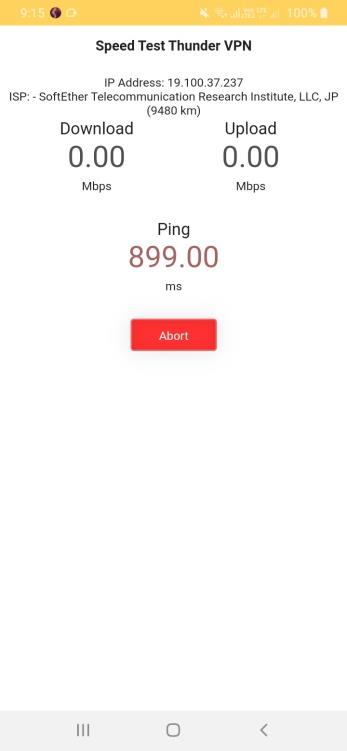 9:15 100%
Speed Test Thunder VPN
IP Address: 19.100.37.237
ISP: - SoftEther Telecommunication Research Institute, LLC, JP
(9480 km)
Download Upload
0.00 0.00
Mbps Mbps
Ping
899.00
ms
Abort